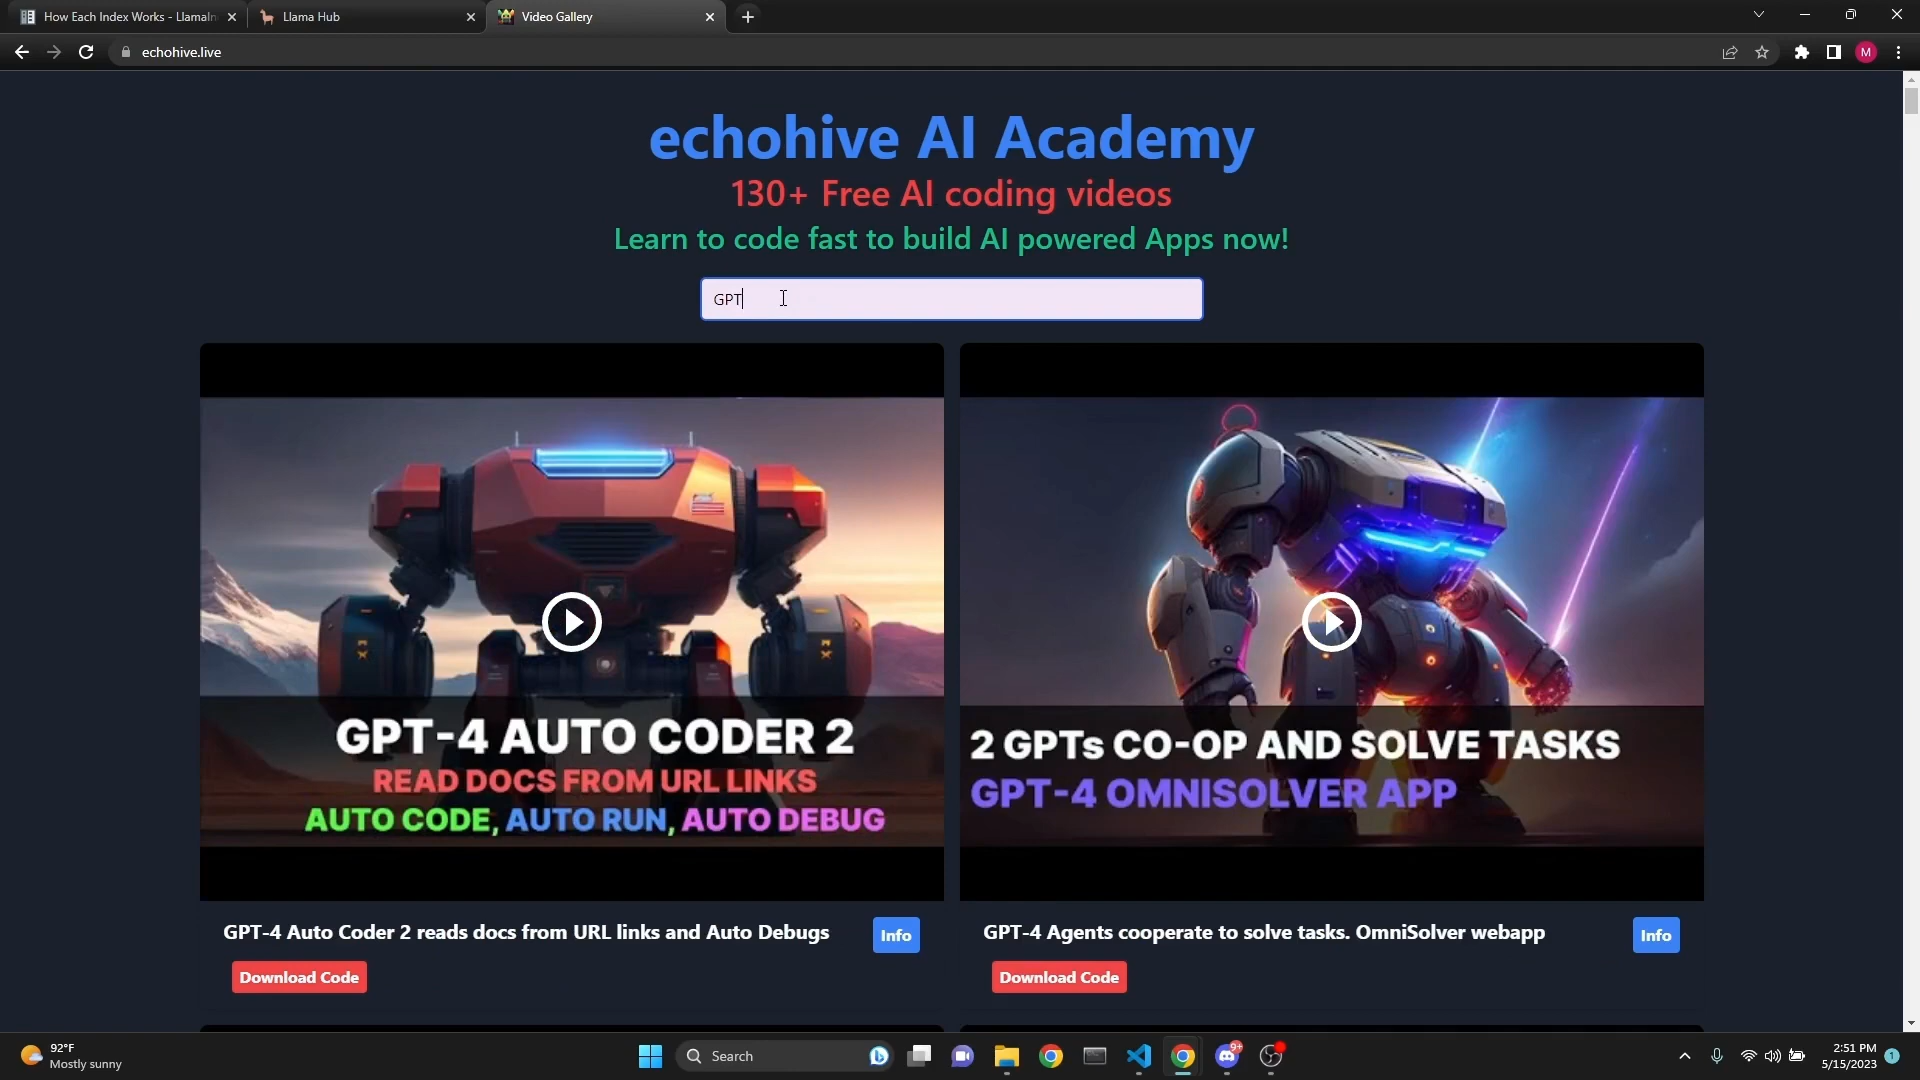 How Each Index Works - LlamaIn
Llama Hub
Video Gallery
echohive.live
M
echohive AI Academy
130+ Free AI coding videos
Learn to code fast to build AI powered Apps now!
GPT
GPT-4 AUTO CODER 2
READ DOCS FROM URL LINKS
AUTO CODE, AUTO RUN, AUTO DEBUG
2 GPTs CO-OP AND SOLVE TASKS
GPT-4 OMNISOLVER APP
GPT-4 Auto Coder 2 reads docs from URL links and Auto Debugs
Info
Download Code
GPT-4 Agents cooperate to solve tasks. OmniSolver webapp
Info
Download Code
92°F
Mostly sunny
Search
9+
2:51 PM
5/15/2023
1